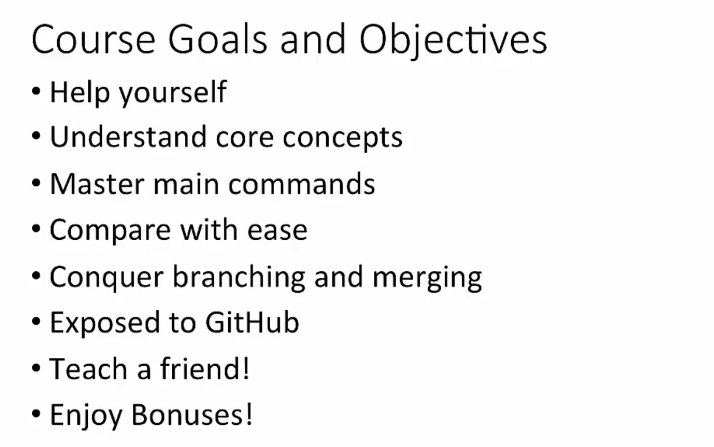 Course Goals and Objectives
• Help yourself
• Understand core concepts
• Master main commands
• Compare with ease
• Conquer branching and merging
• Exposed to GitHub
• Teach a friend!
• Enjoy Bonuses!